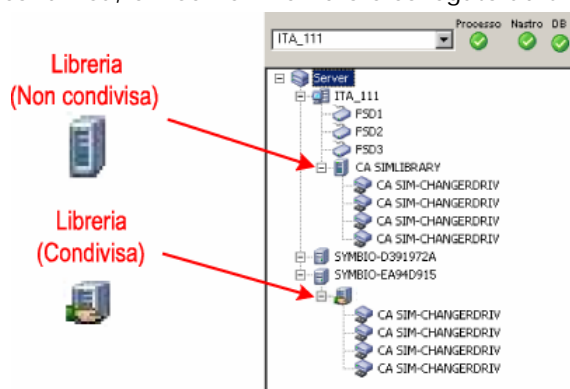 ITA_111
Processo
Nastro
DB
Libreria
(Non condivisa)
Libreria
(Condivisa)
Server
ITA_111
FSD1
FSD2
FSD3
CA SIMLIBRARY
CA SIM-CHANGERDRIV
CA SIM-CHANGERDRIV
CA SIM-CHANGERDRIV
CA SIM-CHANGERDRIV
SYMBIO-D391972A
SYMBIO-EA94D915
CA SIM-CHANGERDRIV
CA SIM-CHANGERDRIV
CA SIM-CHANGERDRIV
CA SIM-CHANGERDRIV